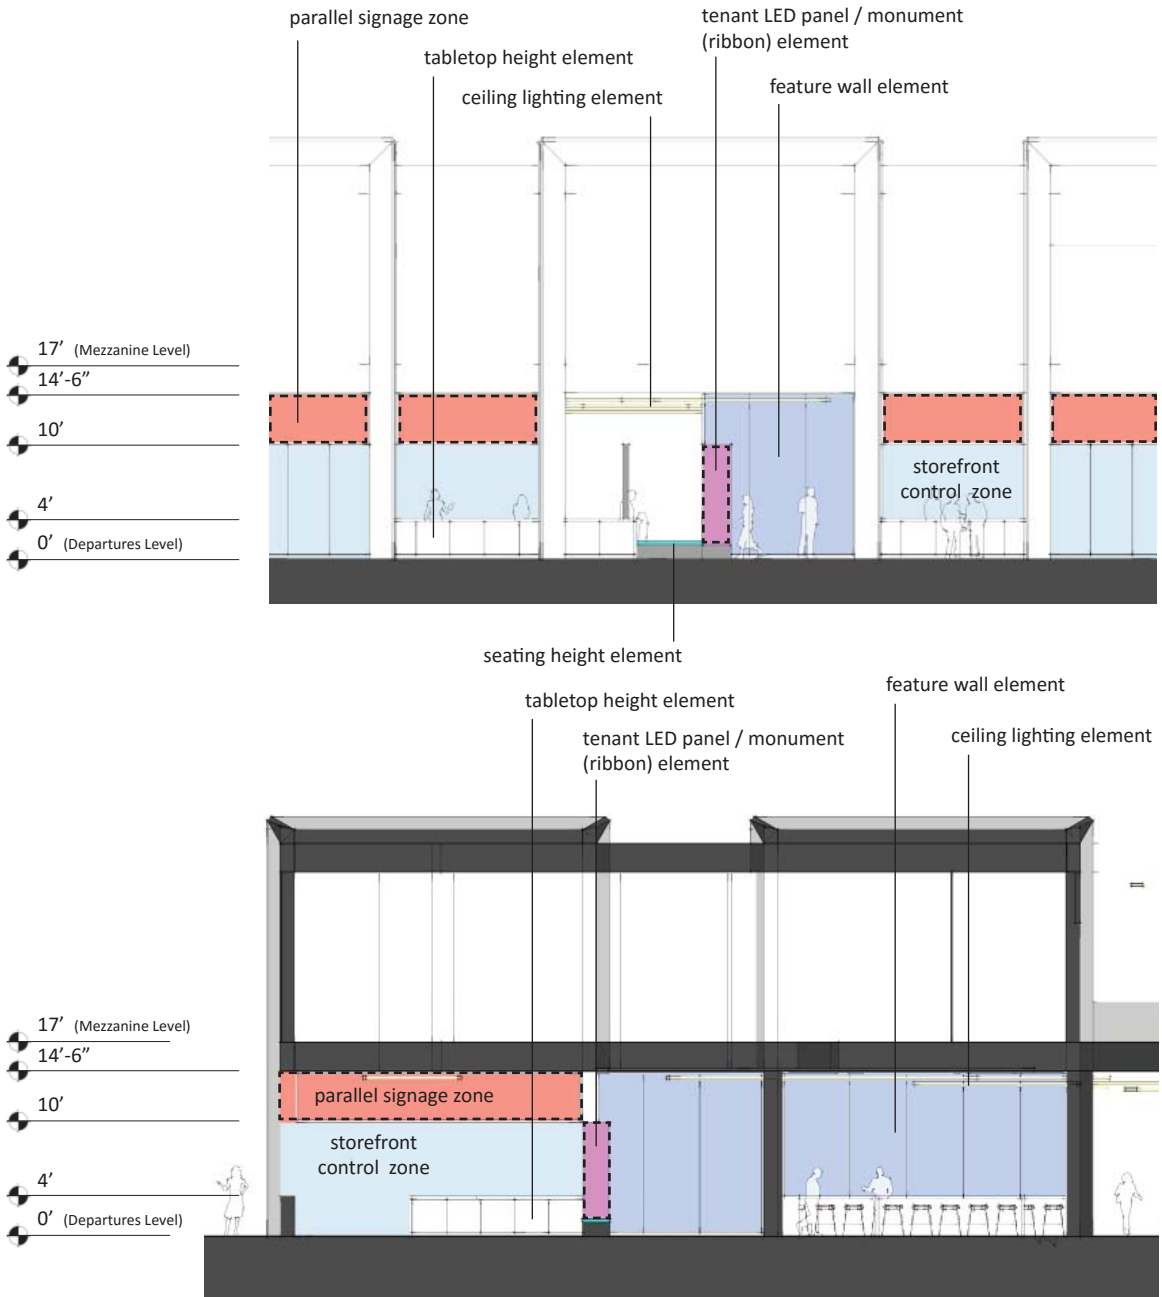 parallel signage zone
tenant LED panel / monument
(ribbon) element
tabletop height element
ceiling lighting element
feature wall element
17’ (Mezzanine Level)
14’-6”
10’
4’
0’ (Departures Level)
storefront
control zone
seating height element
feature wall element
tabletop height element
tenant LED panel / monument
(ribbon) element
ceiling lighting element
17’ (Mezzanine Level)
14’-6”
10’
4’
0’ (Departures Level)
parallel signage zone
storefront
control zone